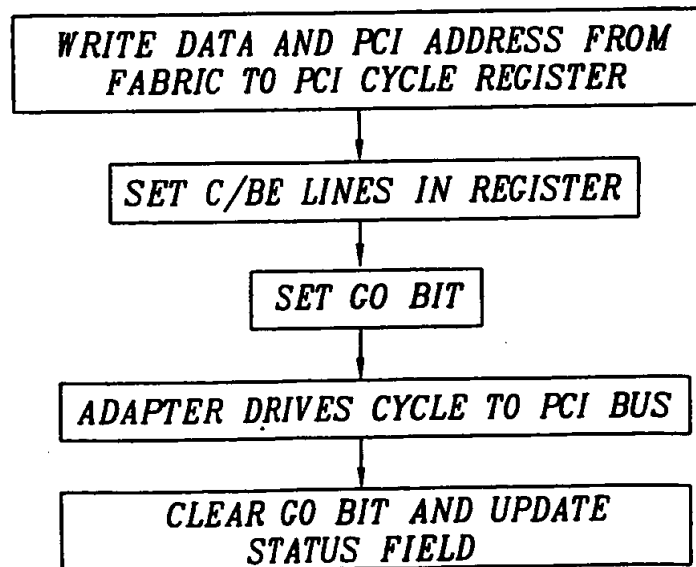 WRITE DATA AND PCI ADDRESS FROM
FABRIC TO PCI CYCLE REGISTER
SET C/BE LINES IN REGISTER
SET GO BIT
ADAPTER DRIVES CYCLE TO PCI BUS
CLEAR GO BIT AND UPDATE
STATUS FIELD